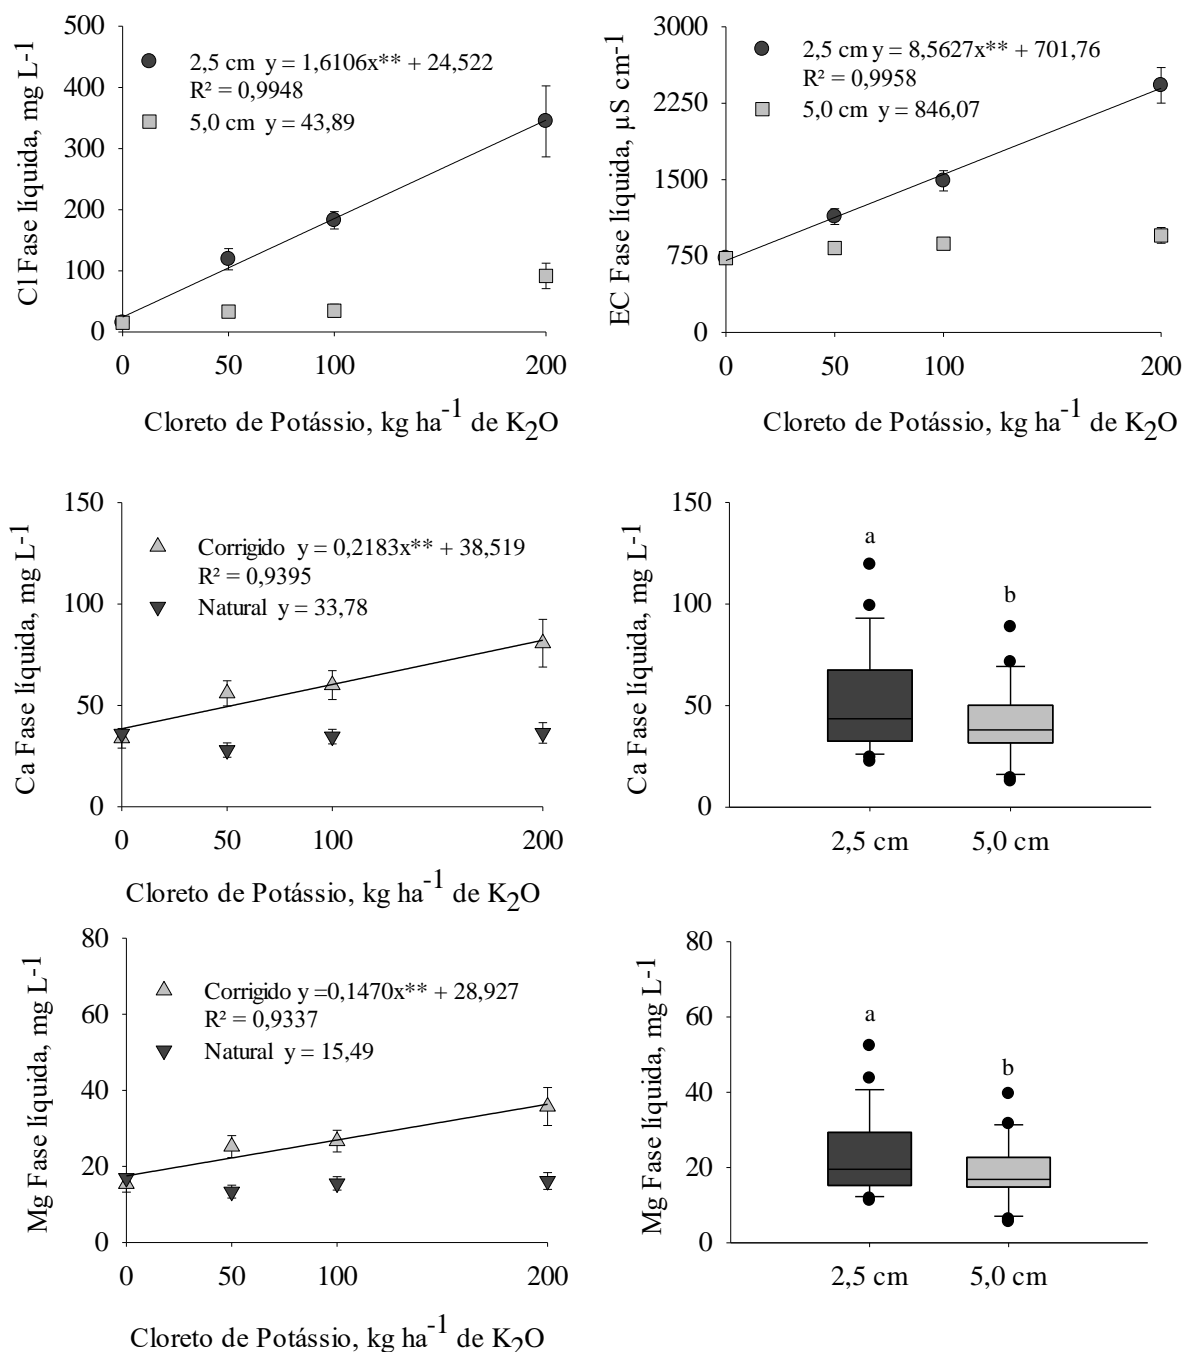 Cl Fase líquida, mg L-1
500
400
300
200
100
0
2,5 cm y = 1,6106x** + 24,522
R² = 0,9948
5,0 cm y = 43,89
0 50 100 200
Cloreto de Potássio, kg ha-1 de K2O
EC Fase líquida, µS cm-1
3000
2250
1500
750
0
2,5 cm y = 8,5627x** + 701,76
R² = 0,9958
5,0 cm y = 846,07
0 50 100 200
Cloreto de Potássio, kg ha-1 de K2O
Ca Fase líquida, mg L-1
150
100
50
0
Corrigido y = 0,2183x** + 38,519
R² = 0,9395
Natural y = 33,78
0 50 100 200
Cloreto de Potássio, kg ha-1 de K2O
Ca Fase líquida, mg L-1
150
100
50
0
a
b
2,5 cm 5,0 cm
Mg Fase líquida, mg L-1
80
60
40
20
0
Corrigido y =0,1470x** + 28,927
R² = 0,9337
Natural y = 15,49
0 50 100 200
Cloreto de Potássio, kg ha-1 de K2O
Mg Fase líquida, mg L-1
80
60
40
20
0
a
b
2,5 cm 5,0 cm